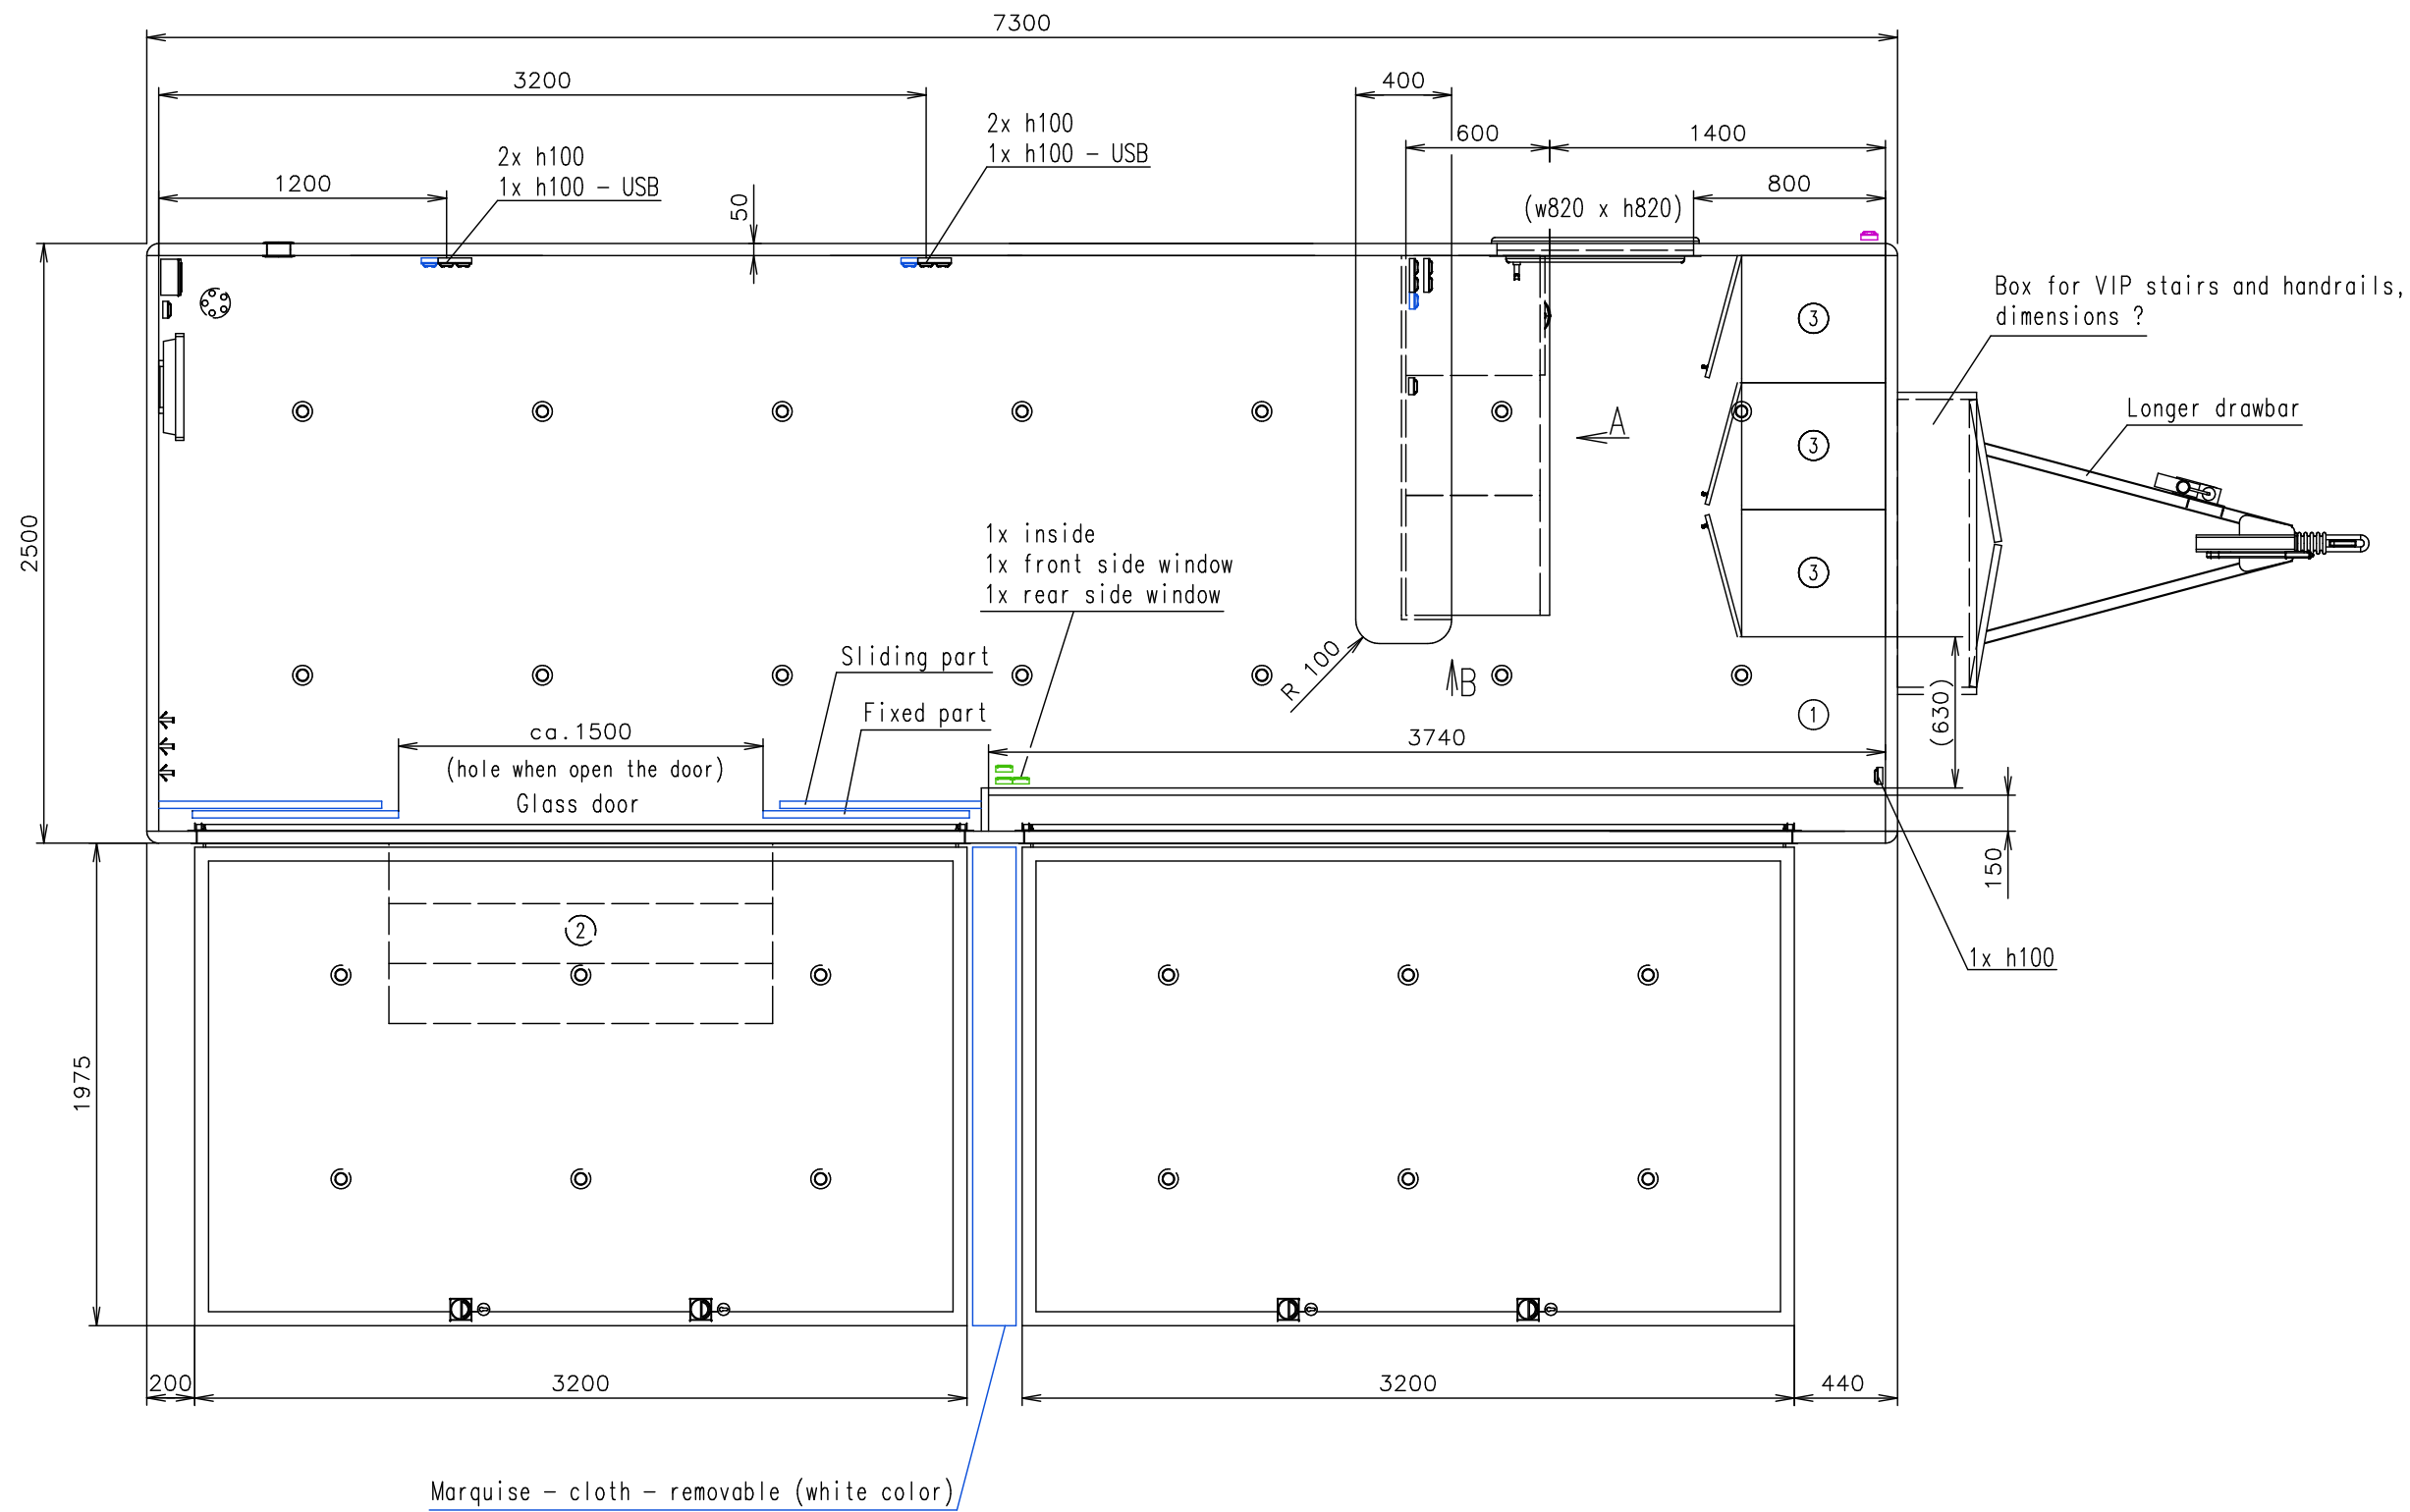 7300
3200
400
2x h100
1x h100 – USB
600
1400
2x h100
1x h100 – USB
1200
50
800
(w820 x h820)
Box for VIP stairs and handrails,
dimensions ?
3
Longer drawbar
A
3
2500
1x inside
1x front side window
1x rear side window
3
Sliding part
R 100
B
Fixed part
1
(630)
ca.1500
3740
(hole when open the door)
Glass door
150
2
1x h100
1975
200
3200
3200
440
Marquise – cloth – removable (white color)